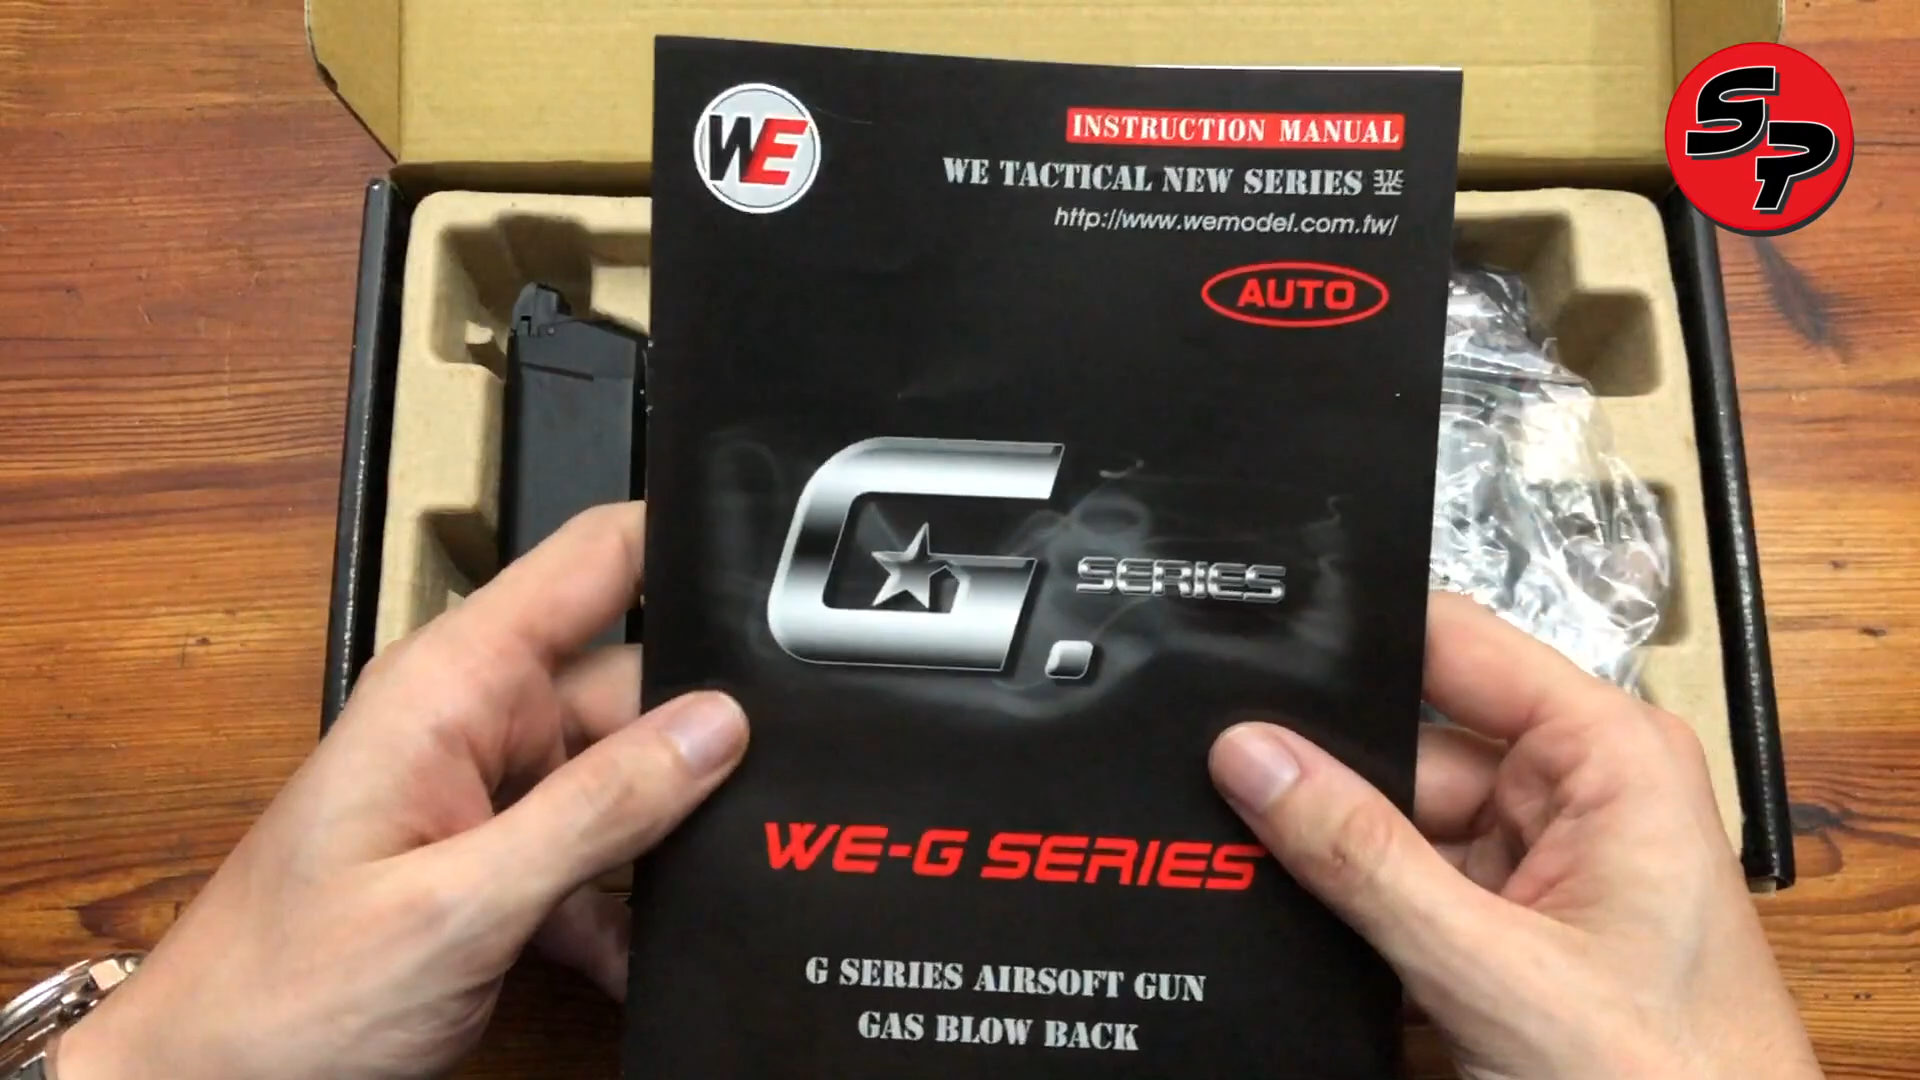 WE
INSTRUCTION MANUAL
WE TACTICAL NEW SERIES
http://www.wemodel.com.tw/
AUTO
G. SERIES
WE-G SERIES
G SERIES AIRSOFT GUN
GAS BLOW BACK
SP